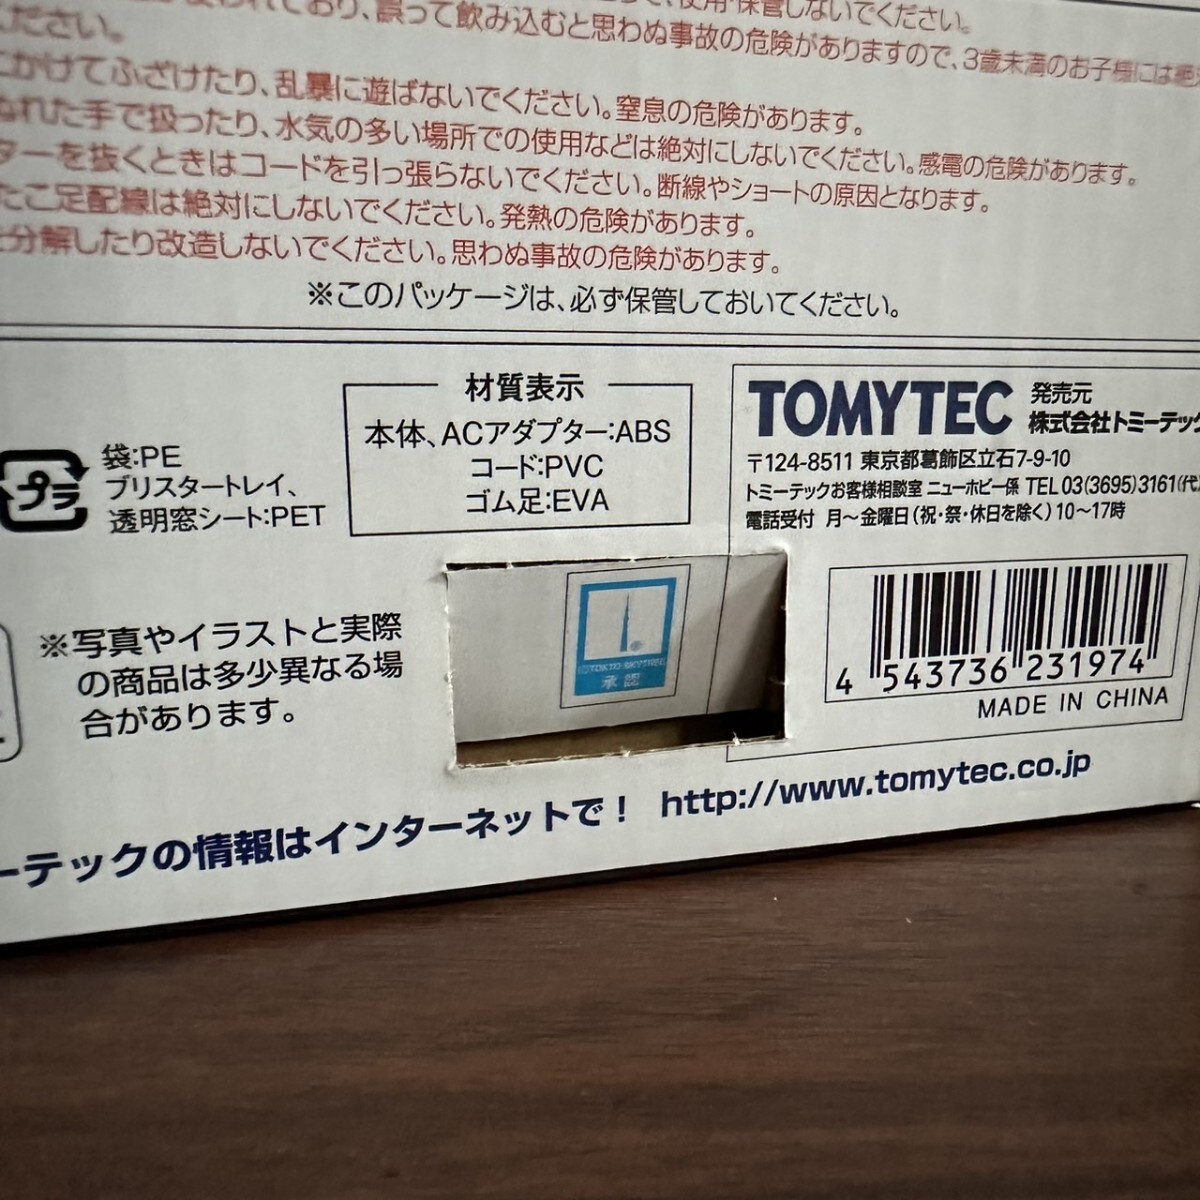 使用・保管しないでください。
誤って飲み込むと思わぬ事故の危険がありますので、3歳未満のお子様には絶
ださい。
かけてふざけたり、乱暴に遊ばないでください。窒息の危険があります。
ぬれた手で扱ったり、水気の多い場所での使用などは絶対にしないでください。感電の危険があります。
ターを抜くときはコードを引っ張らないでください。断線やショートの原因となります。
たこ足配線は絶対にしないでください。発熱の危険があります。
分解したり改造しないでください。思わぬ事故の危険があります。
※このパッケージは、必ず保管しておいてください。
プラ
袋:PE
ブリスタートレイ、
透明窓シート:PET
材質表示
本体、ACアダプター:ABS
コード:PVC
ゴム足:EVA
TOMYTEC 発売元
株式会社トミーテック
〒124-8511 東京都葛飾区立石7-9-10
トミーテックお客様相談室 ニューホビー係 TEL 03(3695)3161(代)
電話受付 月〜金曜日(祝・祭・休日を除く)10〜17時
※写真やイラストと実際
の商品は多少異なる場
合があります。
TOKYO SKYTREE
承認
4 543736 231974
MADE IN CHINA
ーテックの情報はインターネットで! http://www.tomytec.co.jp